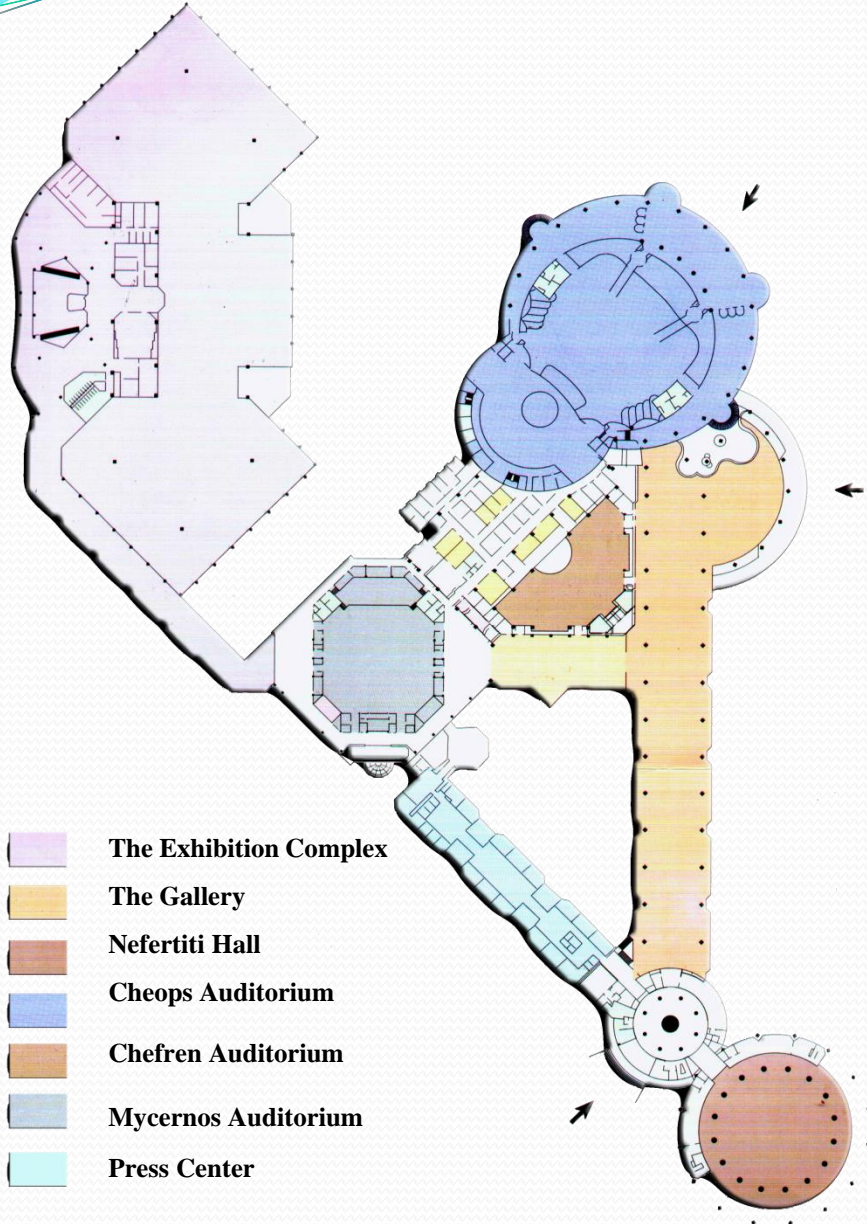 The Exhibition Complex
The Gallery
Nefertiti Hall
Cheops Auditorium
Chefren Auditorium
Mycernos Auditorium
Press Center